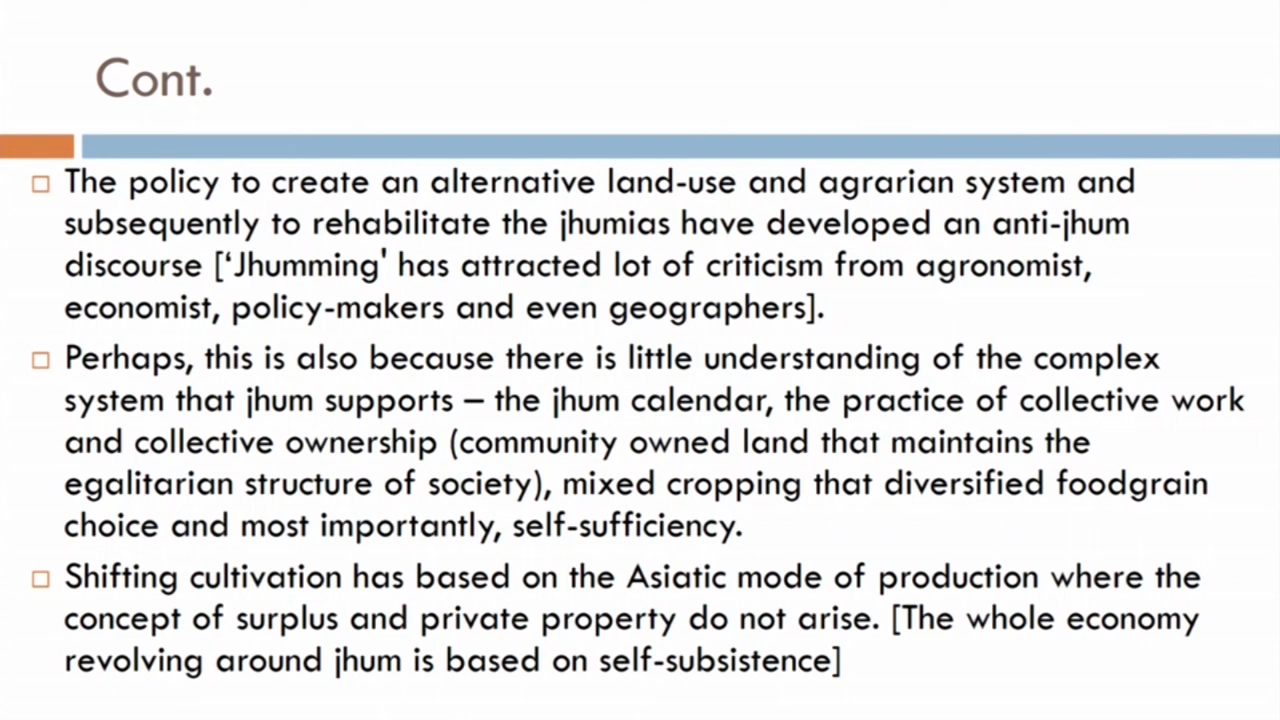 Cont.
The policy to create an alternative land-use and agrarian system and
subsequently to rehabilitate the jhumias have developed an anti-jhum
discourse [‘Jhumming' has attracted lot of criticism from agronomist,
economist, policy-makers and even geographers].
Perhaps, this is also because there is little understanding of the complex
system that jhum supports – the jhum calendar, the practice of collective work
and collective ownership (community owned land that maintains the
egalitarian structure of society), mixed cropping that diversified foodgrain
choice and most importantly, self-sufficiency.
Shifting cultivation has based on the Asiatic mode of production where the
concept of surplus and private property do not arise. [The whole economy
revolving around jhum is based on self-subsistence]